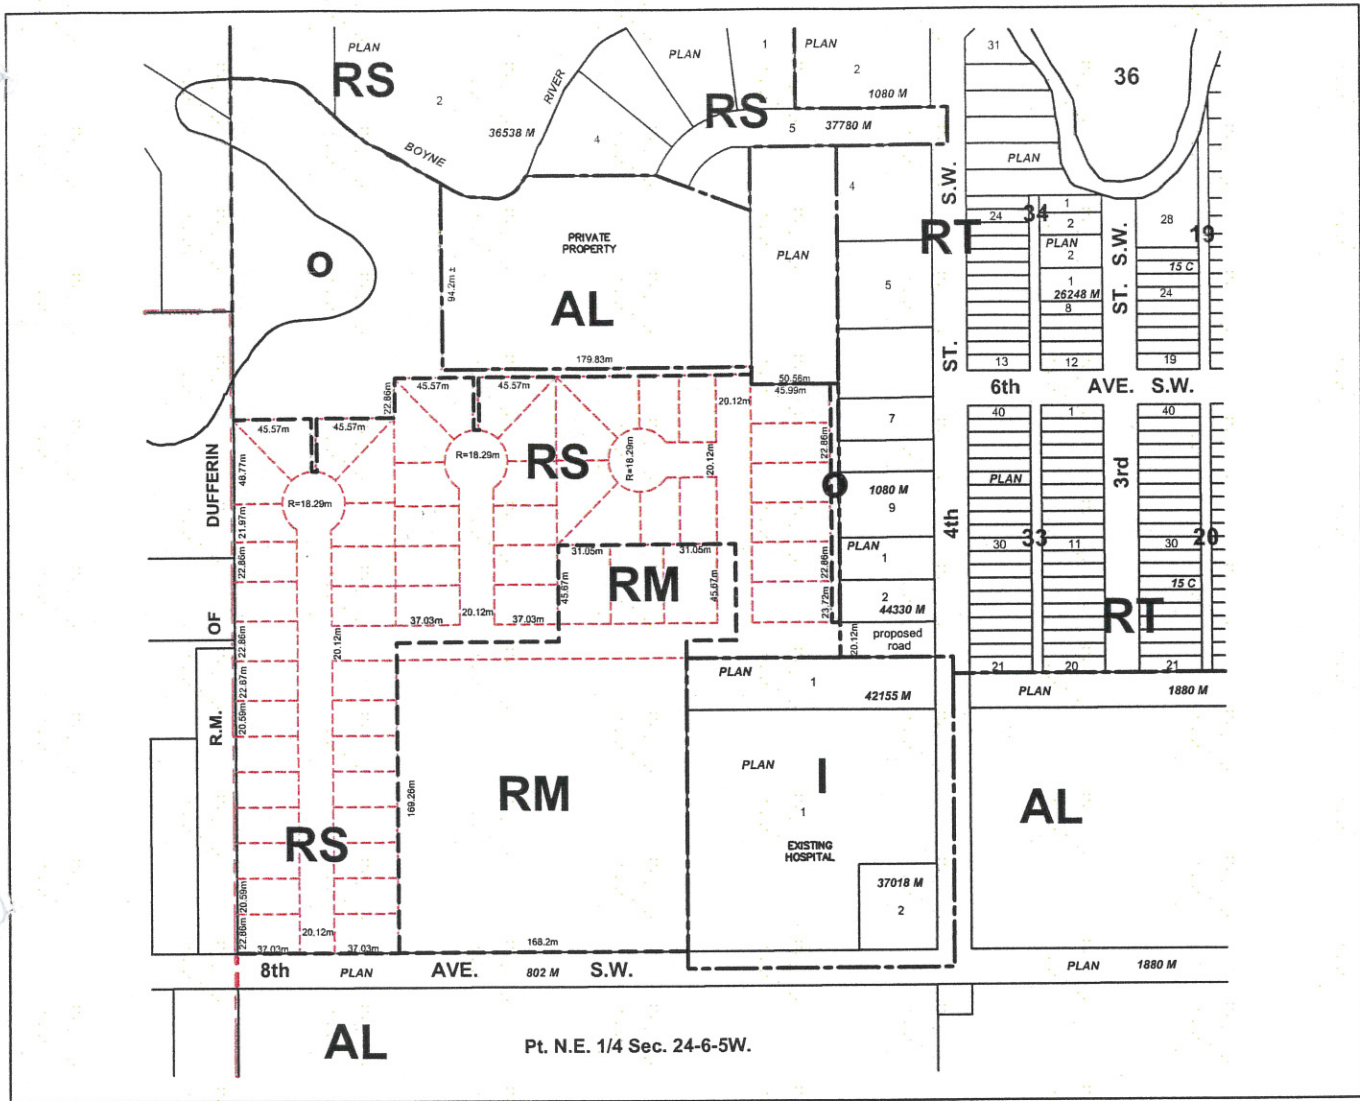 PLAN
RS
2
36538 M
BOYNE
RIVER
4
PLAN
1
RS
PLAN
2
1080 M
5
37780 M
31
36
PLAN
S.W.
4
RT
24
34
1
2
PLAN
2
1
26248 M
8
S.W.
ST.
28
19
15 C
24
O
PRIVATE
PROPERTY
94.2m ±
AL
PLAN
5
ST.
13
12
19
179.83m
6th
AVE.
S.W.
50.56m
45.99m
45.57m
45.57m
22.86m
20.12m
45.57m
45.57m
R=18.29m
RS
R=18.29m
20.12m
22.86m
7
40
1
40
48.77m
R=18.29m
O
1080 M
9
PLAN
3rd
DUFFERIN
21.97m
22.86m
4th
30
33
11
30
20
31.05m
31.05m
PLAN
1
22.86m
RM
45.67m
45.67m
15 C
23.72m
2
44330 M
RT
OF
22.86m
20.12m
37.03m
20.12m
37.03m
20.12m
proposed
road
21
20
21
22.87m
PLAN
1
42155 M
PLAN
1880 M
20.59m
R.M.
PLAN
I
RM
169.26m
1
AL
RS
EXISTING
HOSPITAL
37018 M
2
20.59m
22.86m
20.12m
37.03m
37.03m
168.2m
8th
PLAN
AVE.
802 M
S.W.
PLAN
1880 M
AL
Pt. N.E. 1/4 Sec. 24-6-5W.